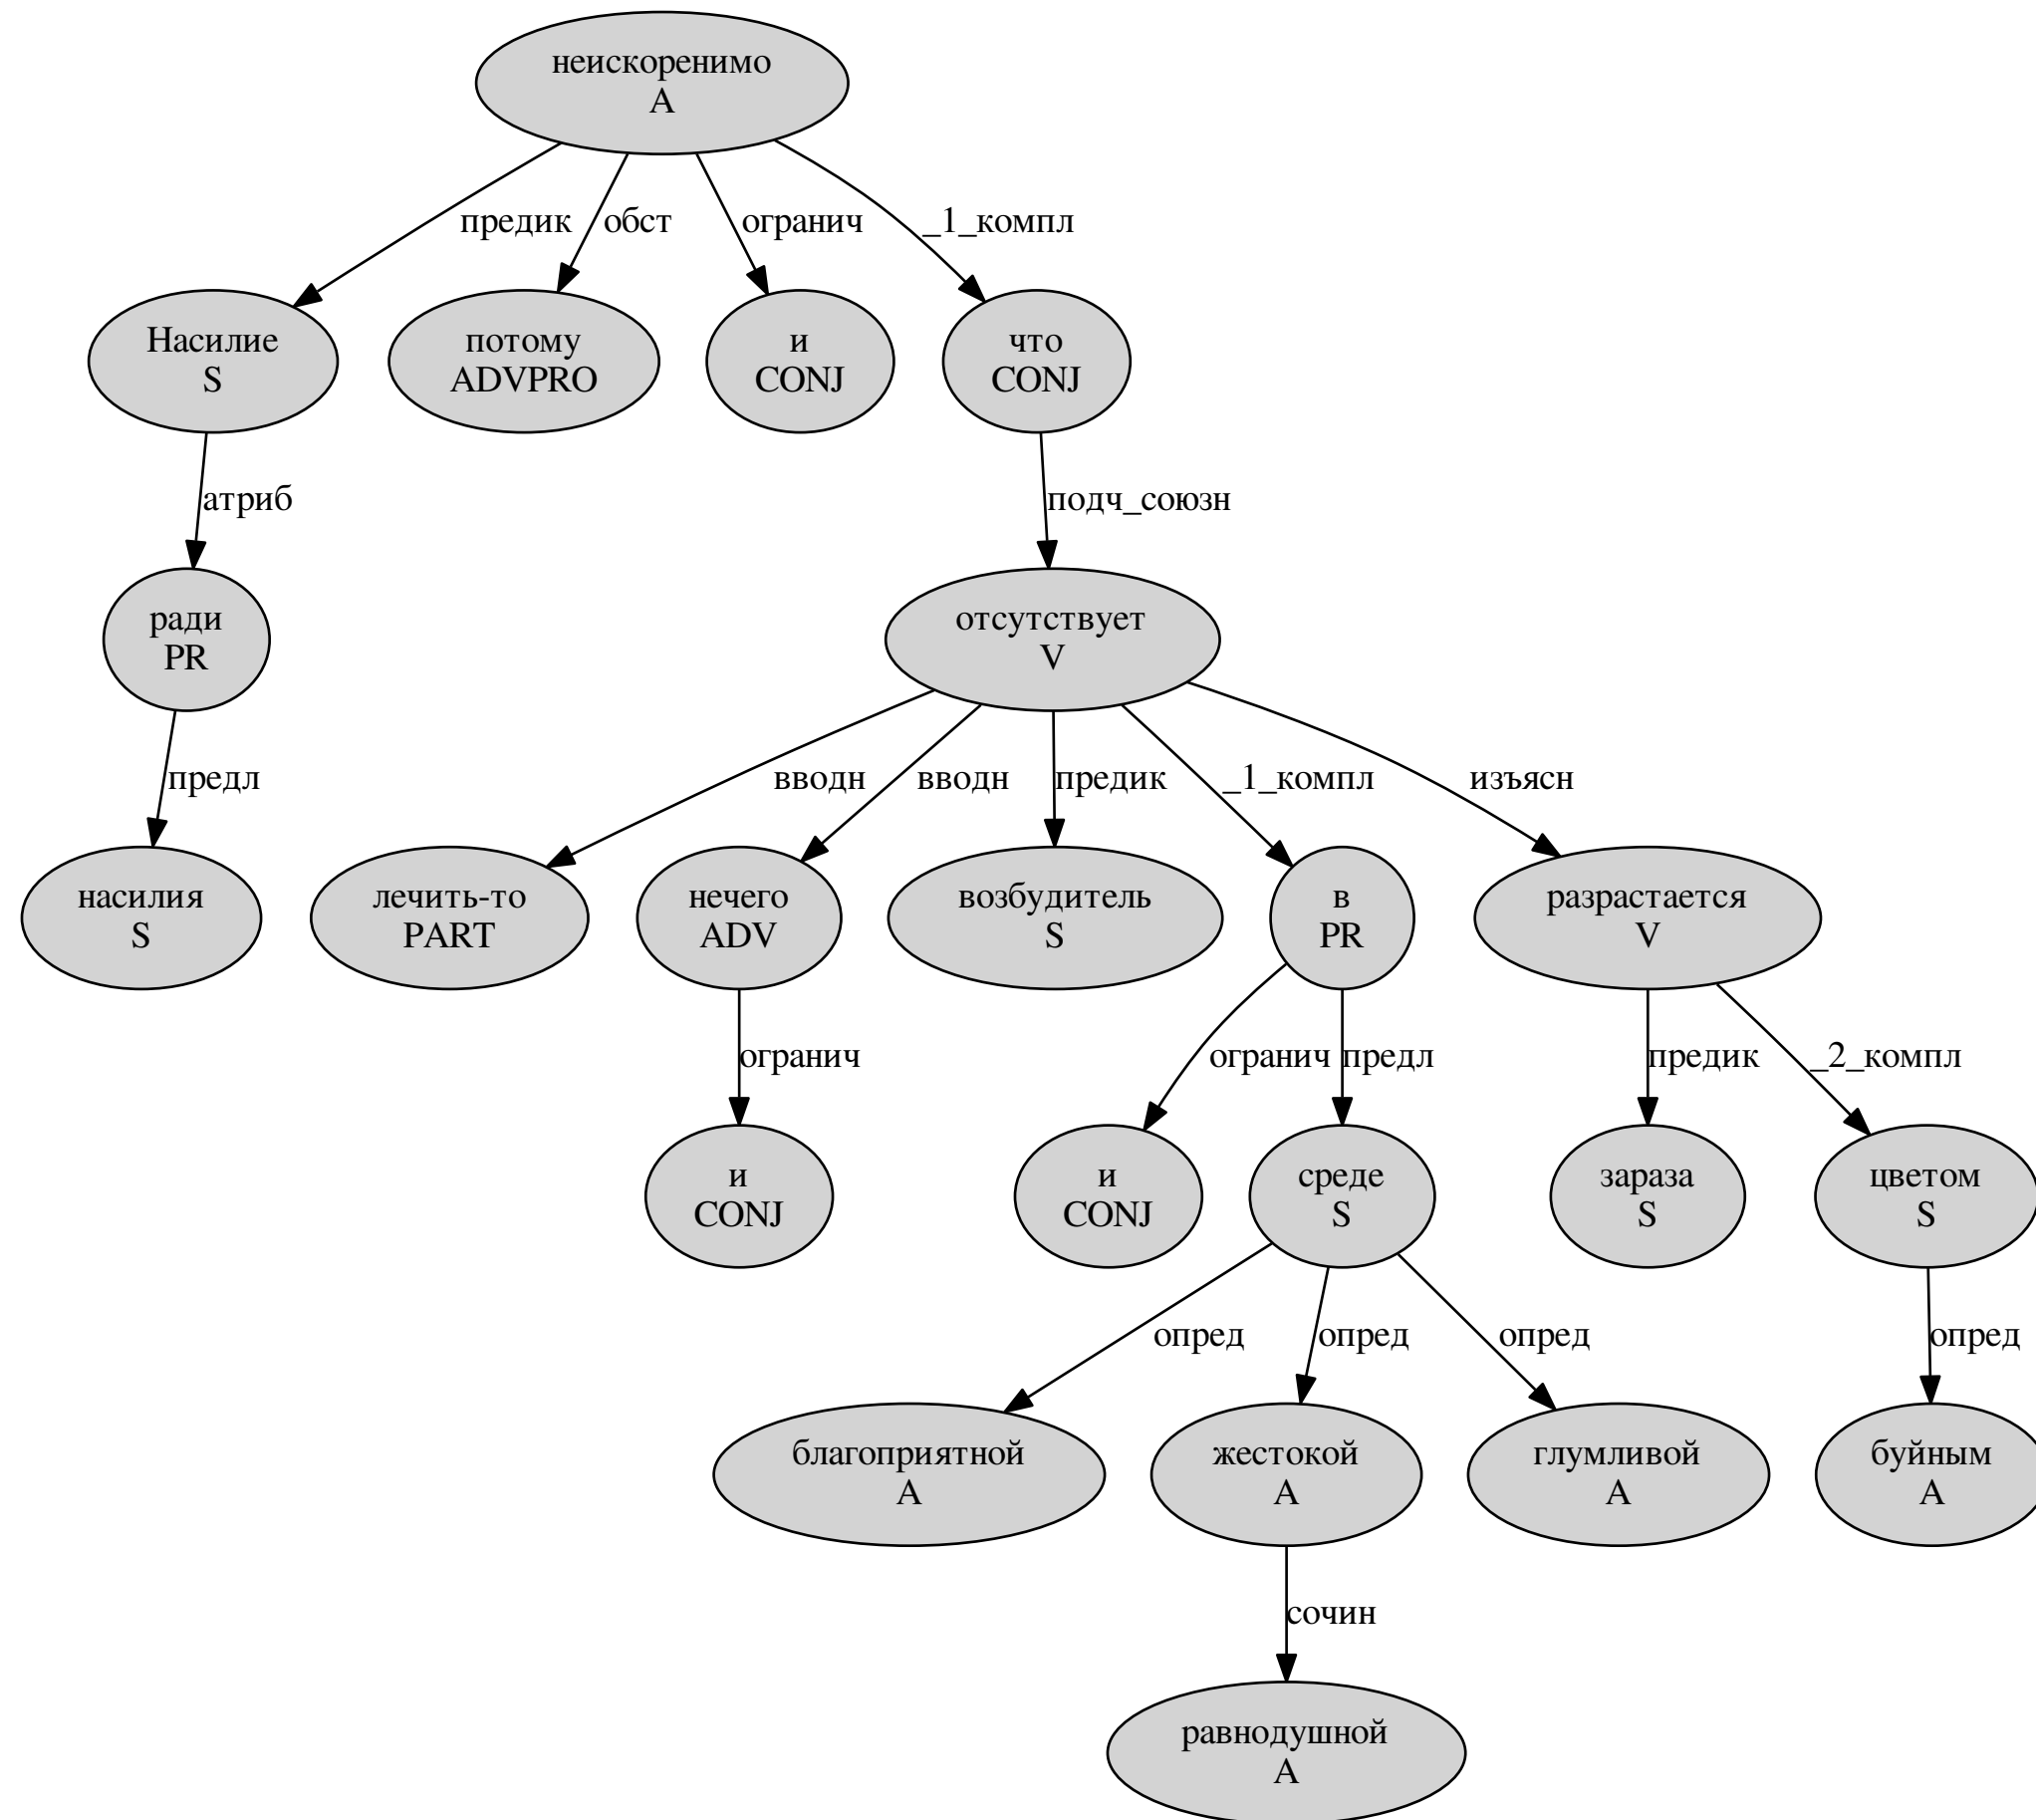 неискоренимо
A
предик
обст
огранич
_1_компл
Насилие
S
потому
ADVPRO
и
CONJ
что
CONJ
атриб
подч_союзн
ради
PR
отсутствует
V
предл
вводн
вводн
предик
_1_компл
изъясн
насилия
S
лечить-то
PART
нечего
ADV
возбудитель
S
в
PR
разрастается
V
огранич
огранич
предл
предик
_2_компл
и
CONJ
и
CONJ
среде
S
зараза
S
цветом
S
опред
опред
опред
опред
благоприятной
A
жестокой
A
глумливой
A
буйным
A
сочин
равнодушной
A